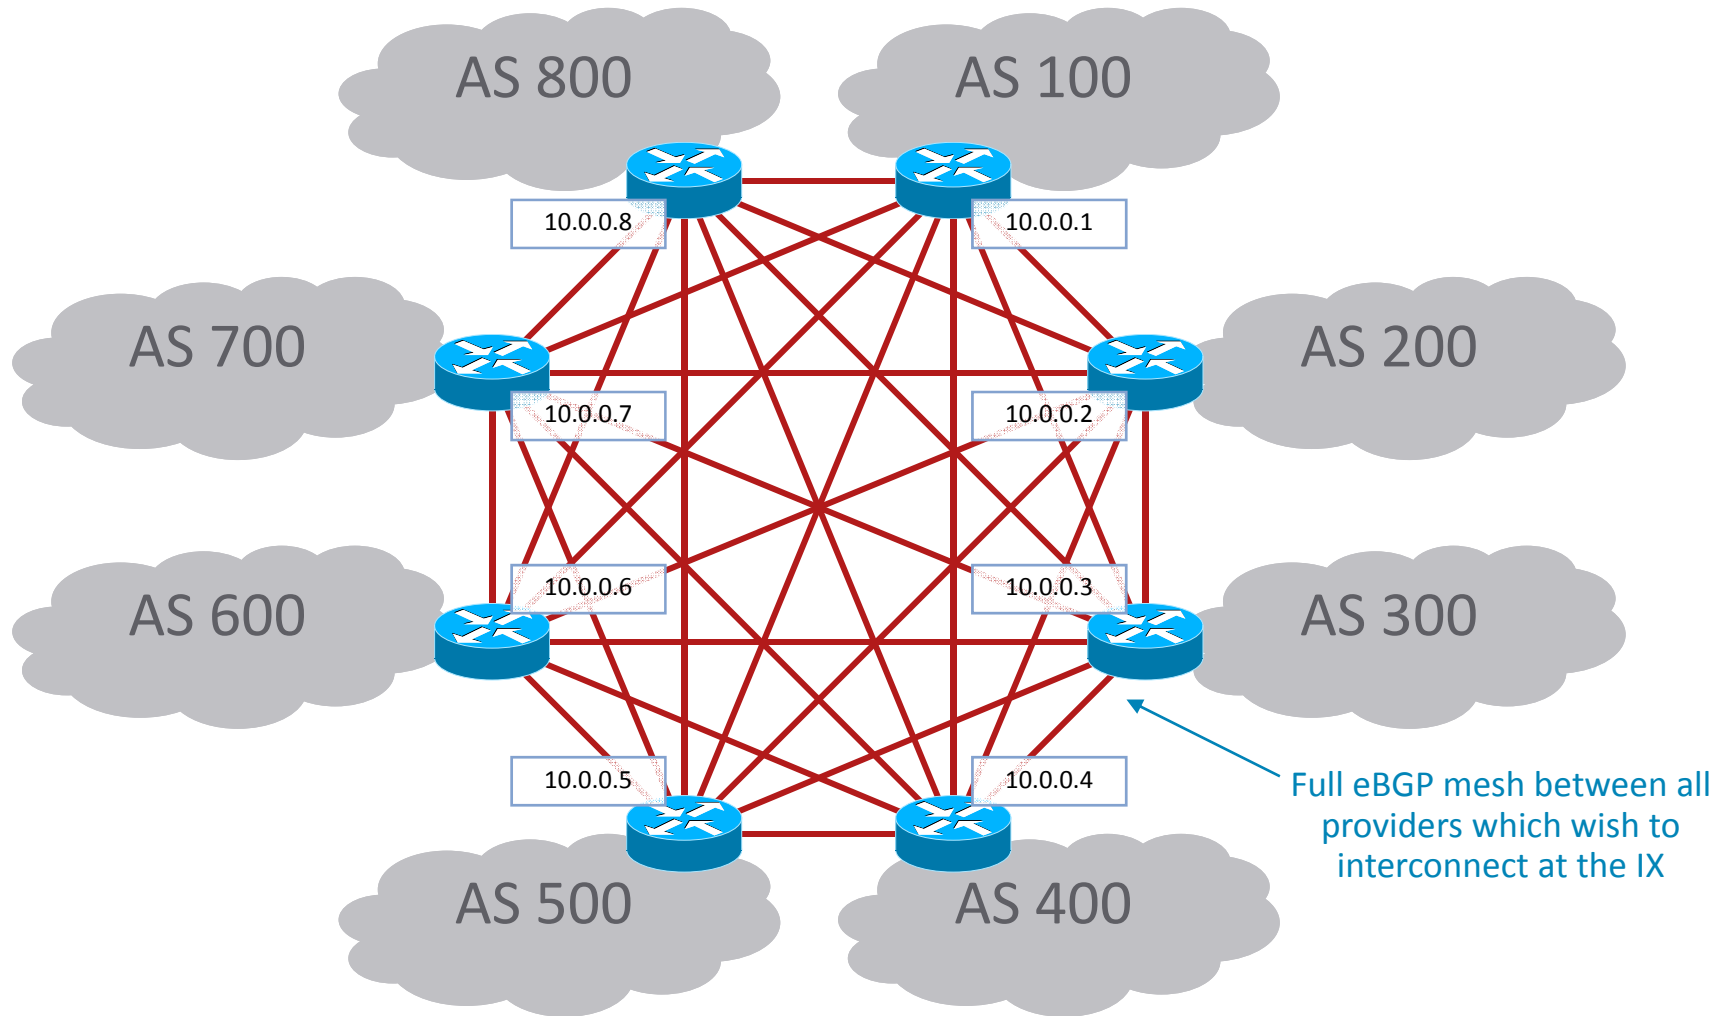 AS 800
AS 100
10.0.0.8
10.0.0.1
AS 700
AS 200
10.0.0.7
10.0.0.2
10.0.0.6
10.0.0.3
AS 600
AS 300
10.0.0.5
10.0.0.4
Full eBGP mesh between all
providers which wish to
interconnect at the IX
AS 500
AS 400